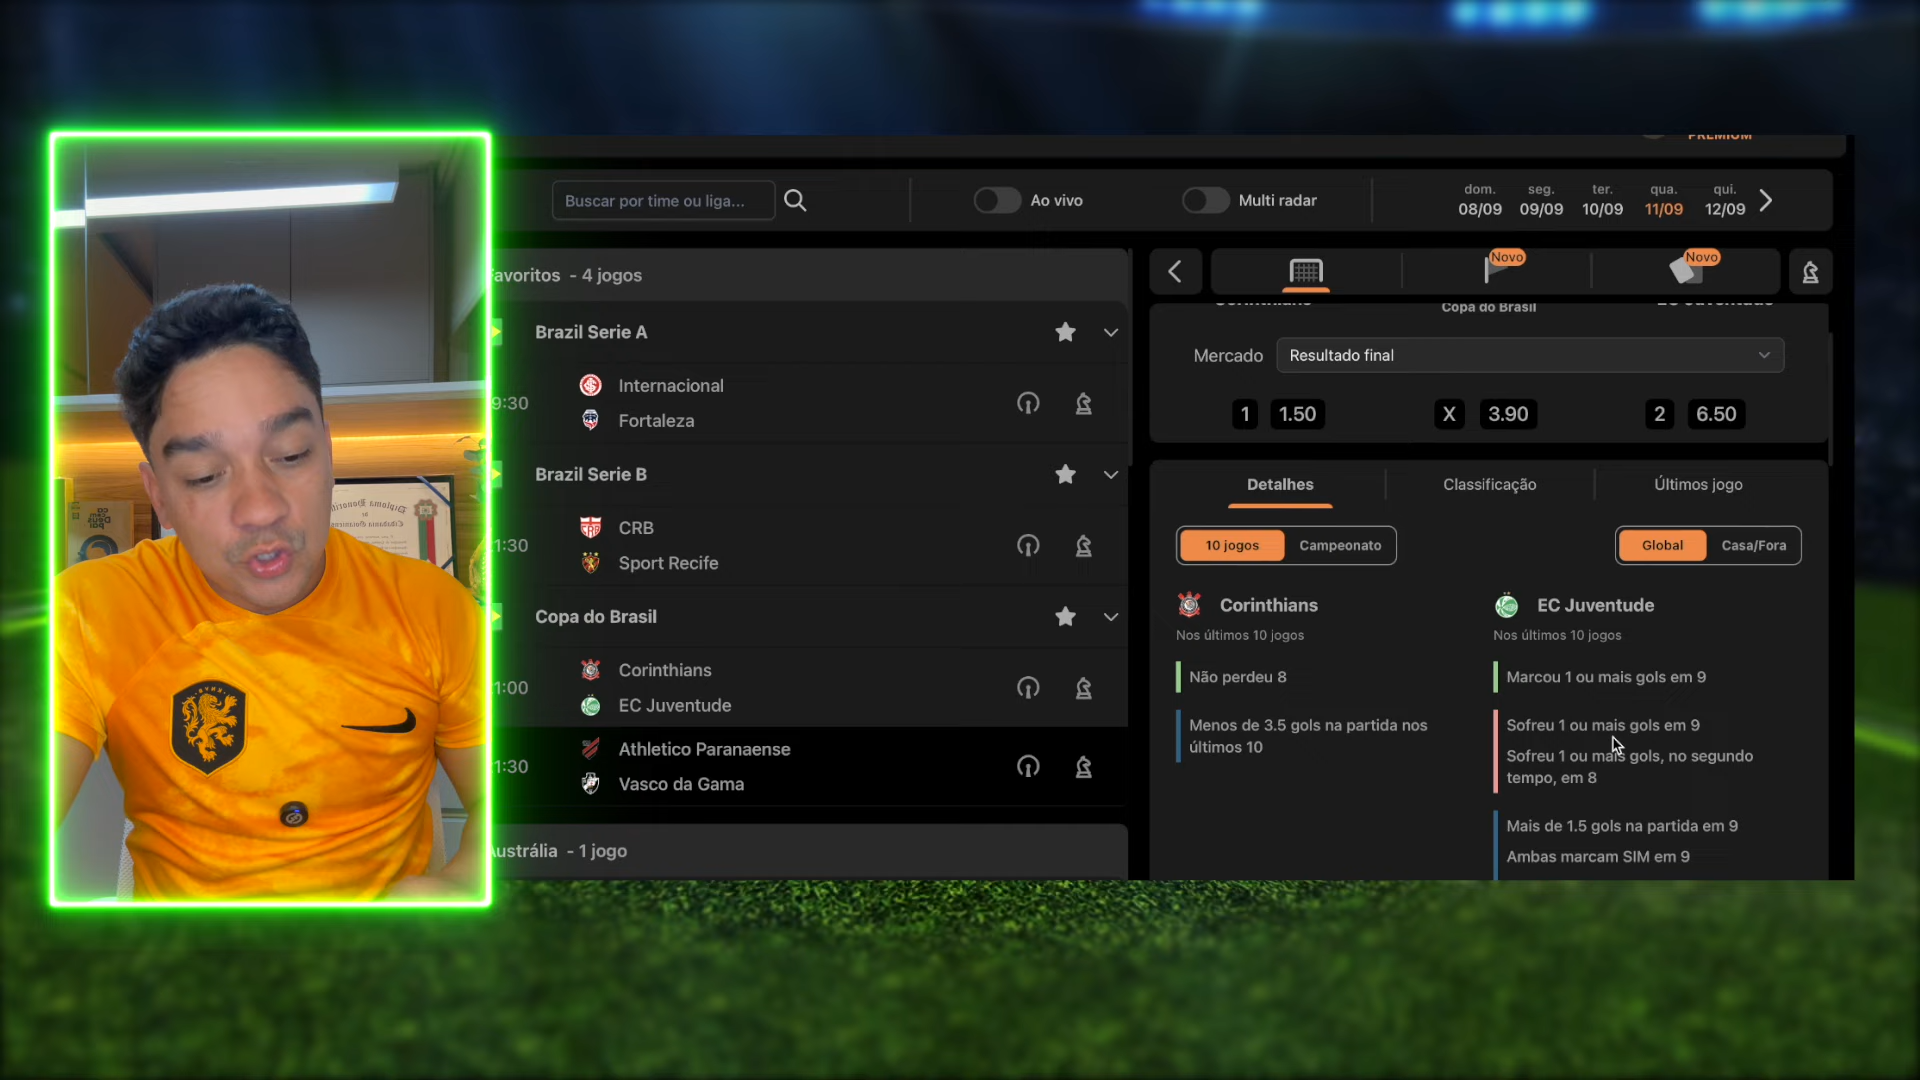 PREMIUM
Buscar por time ou liga...
Ao vivo
Multi radar
dom.
08/09
seg.
09/09
ter.
10/09
qua.
11/09
qui.
12/09
Favoritos - 4 jogos
Brazil Serie A
9:30
Internacional
Fortaleza
Brazil Serie B
1:30
CRB
Sport Recife
Copa do Brasil
1:00
Corinthians
EC Juventude
1:30
Athletico Paranaense
Vasco da Gama
Austrália - 1 jogo
Novo
Novo
Corinthians
Copa do Brasil
EC Juventude
Mercado
Resultado final
1 1.50
X 3.90
2 6.50
Detalhes
Classificação
Últimos jogo
10 jogos
Campeonato
Global
Casa/Fora
Corinthians
Nos últimos 10 jogos
Não perdeu 8
Menos de 3.5 gols na partida nos
últimos 10
EC Juventude
Nos últimos 10 jogos
Marcou 1 ou mais gols em 9
Sofreu 1 ou mais gols em 9
Sofreu 1 ou mais gols, no segundo
tempo, em 8
Mais de 1.5 gols na partida em 9
Ambas marcam SIM em 9